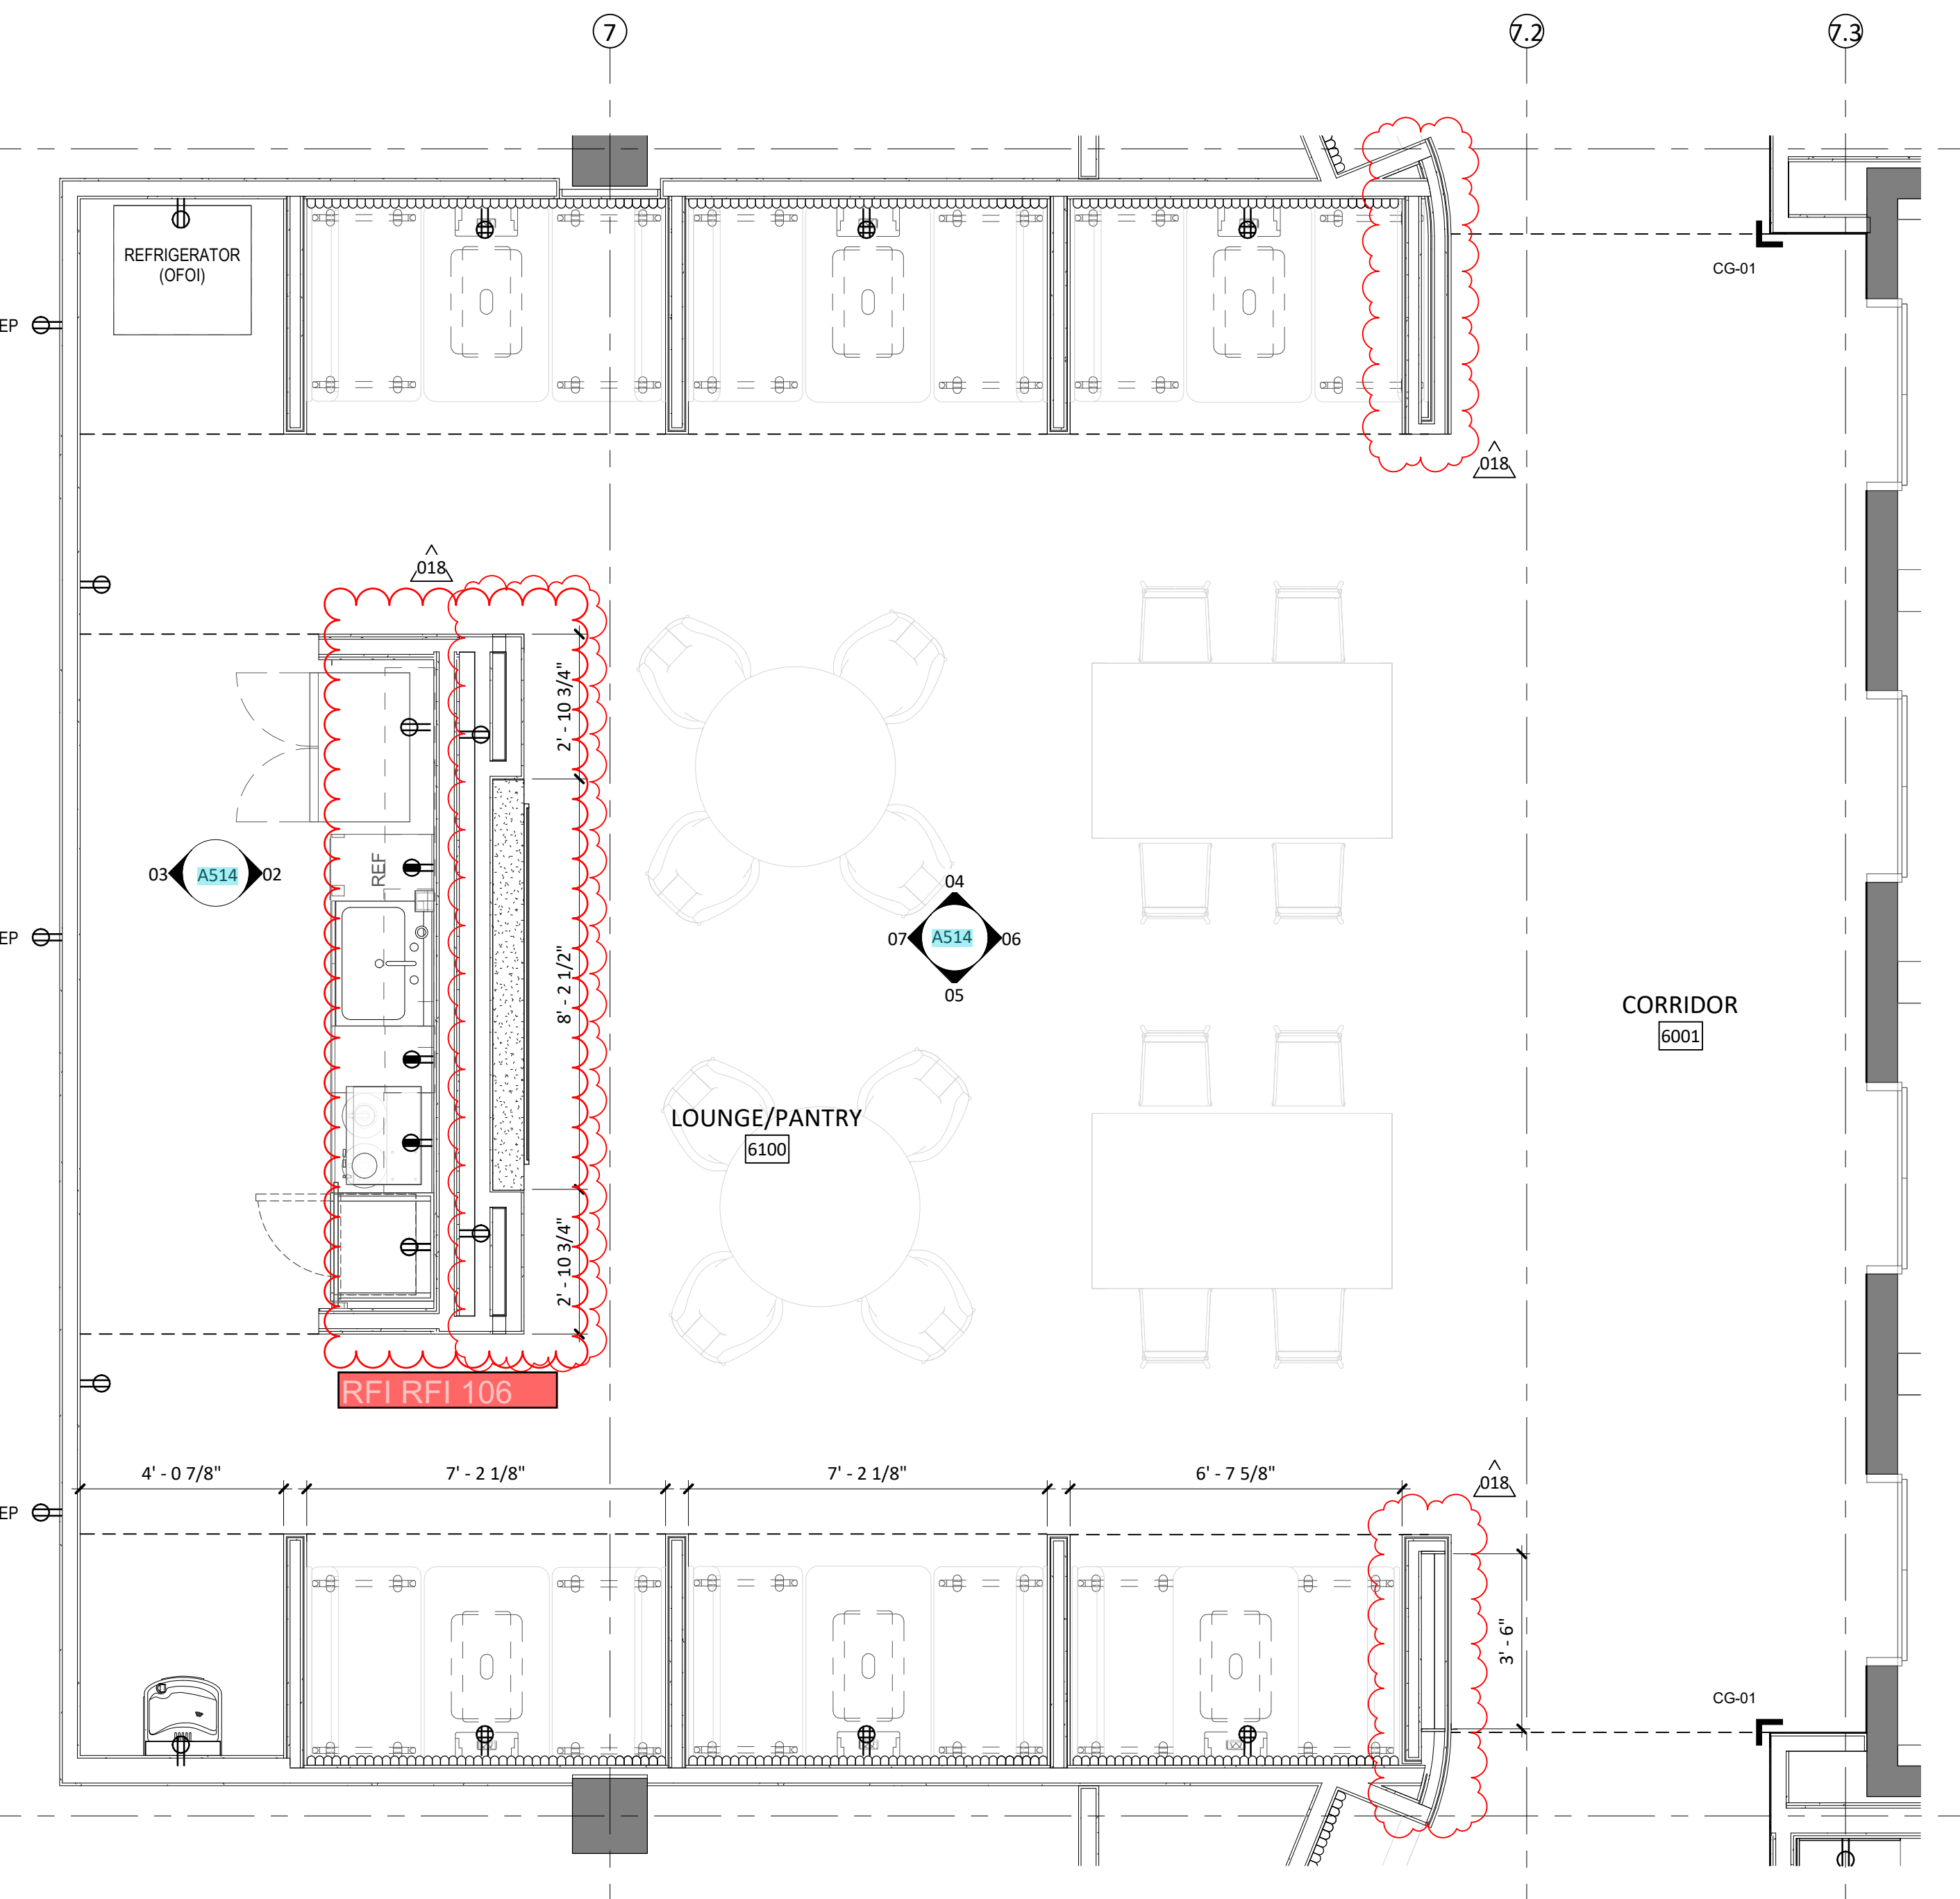 7
7.2
7.3
REFRIGERATOR
(OFOI)
CG-01
EP
018
018
2' - 10 3/4"
REF
03
A514
02
04
07
A514
06
05
EP
8' - 2 1/2"
CORRIDOR
6001
LOUNGE/PANTRY
6100
2' - 10 3/4"
RFI RFI 106
4' - 0 7/8"
7' - 2 1/8"
7' - 2 1/8"
6' - 7 5/8"
018
EP
3' - 6"
CG-01